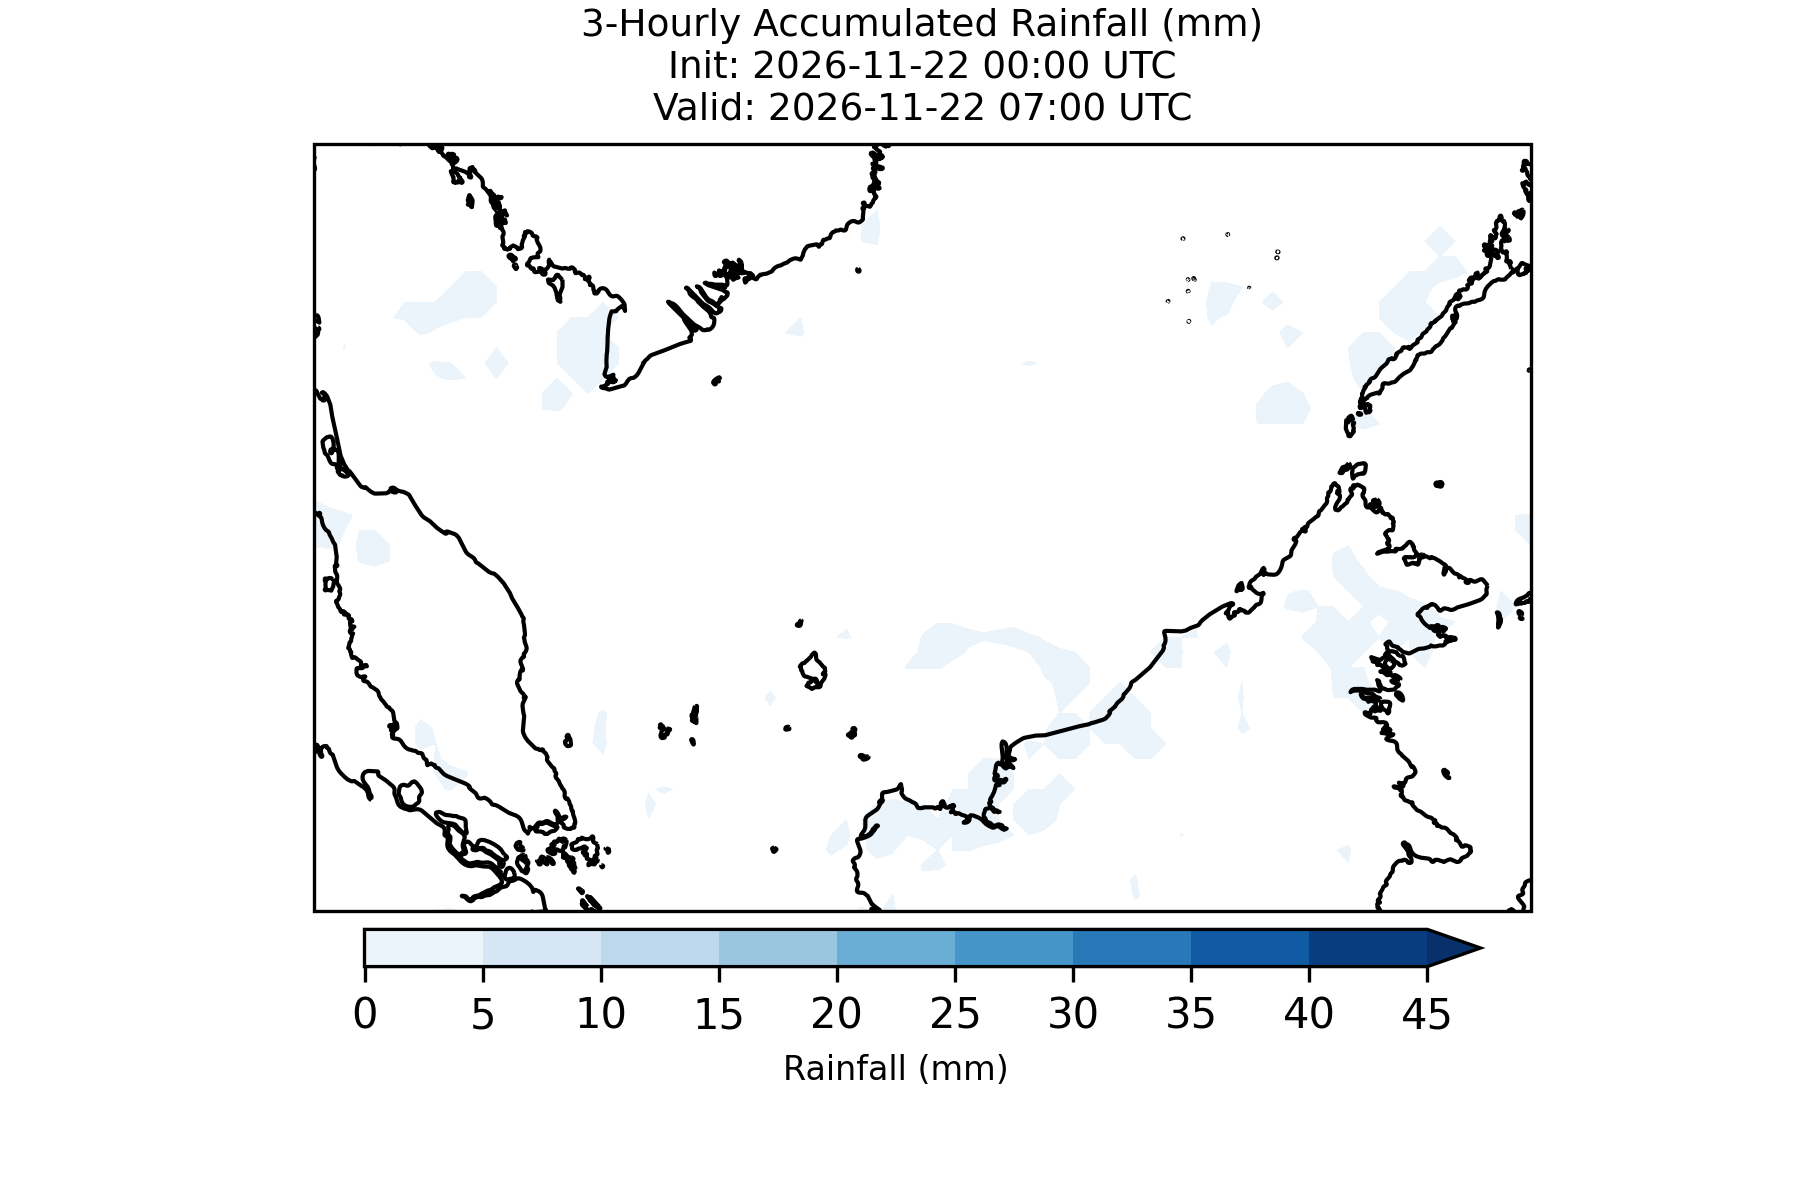 3-Hourly Accumulated Rainfall (mm)
Init: 2026-11-22 00:00 UTC
Valid: 2026-11-22 07:00 UTC
0 5 10 15 20 25 30 35 40 45
Rainfall (mm)